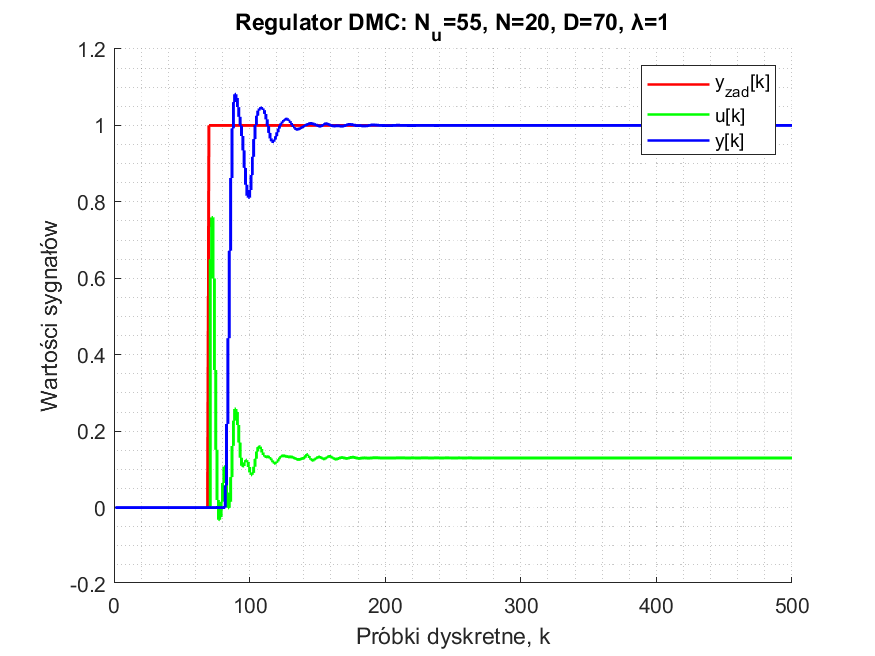 Regulator DMC: Nu=55, N=20, D=70, λ=1
1.2
1
0.8
0.6
0.4
0.2
0
-0.2
Wartości sygnałów
yzad[k]
u[k]
y[k]
0 100 200 300 400 500
Próbki dyskretne, k